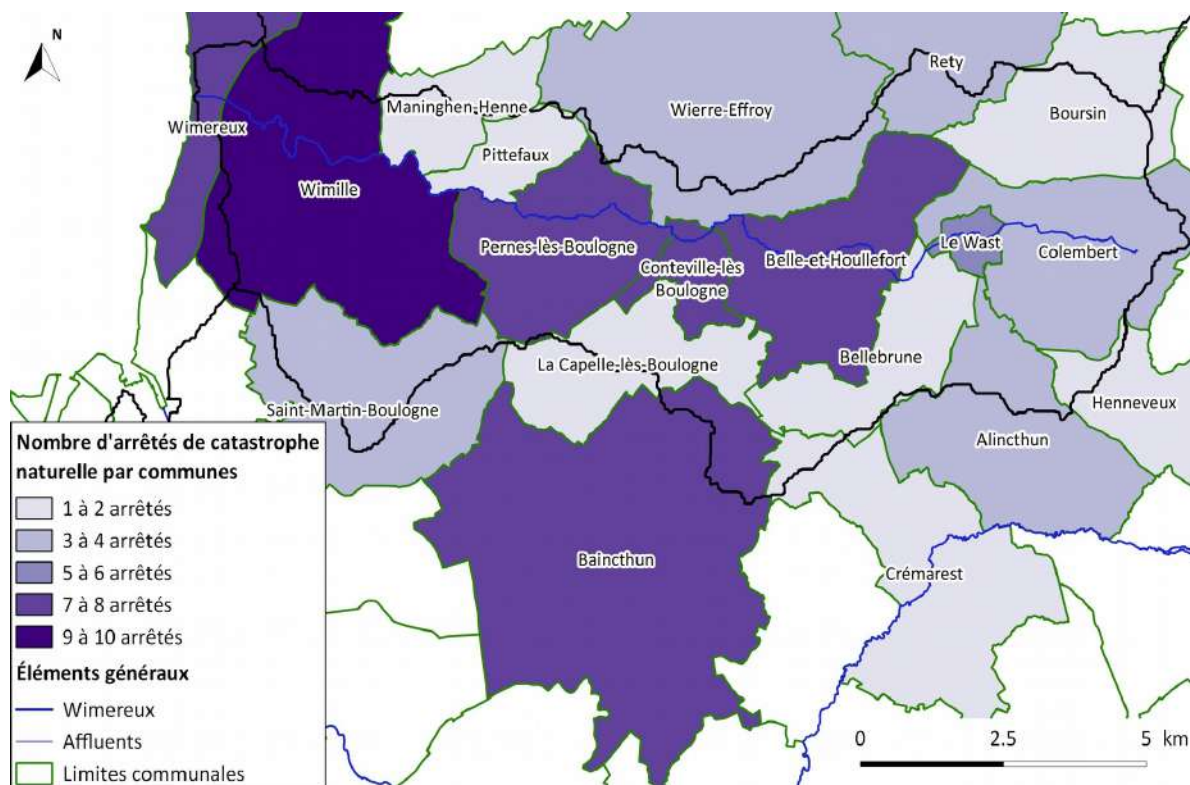 N
Rety
Maninghen-Henne
Wierre-Effroy
Boursin
Wimereux
Pittefaux
Wimille
Pernes-lès-Boulogne
Le Wast
Conteville-lès
Boulogne
Belle-et-Houllefort
Colembert
La Capelle-lès-Boulogne
Bellebrune
Saint-Martin-Boulogne
Henneveux
Alincthun
Baincthun
Crémarest
Nombre d'arrêtés de catastrophe
naturelle par communes
1 à 2 arrêtés
3 à 4 arrêtés
5 à 6 arrêtés
7 à 8 arrêtés
9 à 10 arrêtés
Éléments généraux
Wimereux
Affluents
Limites communales
0 2.5 5 km